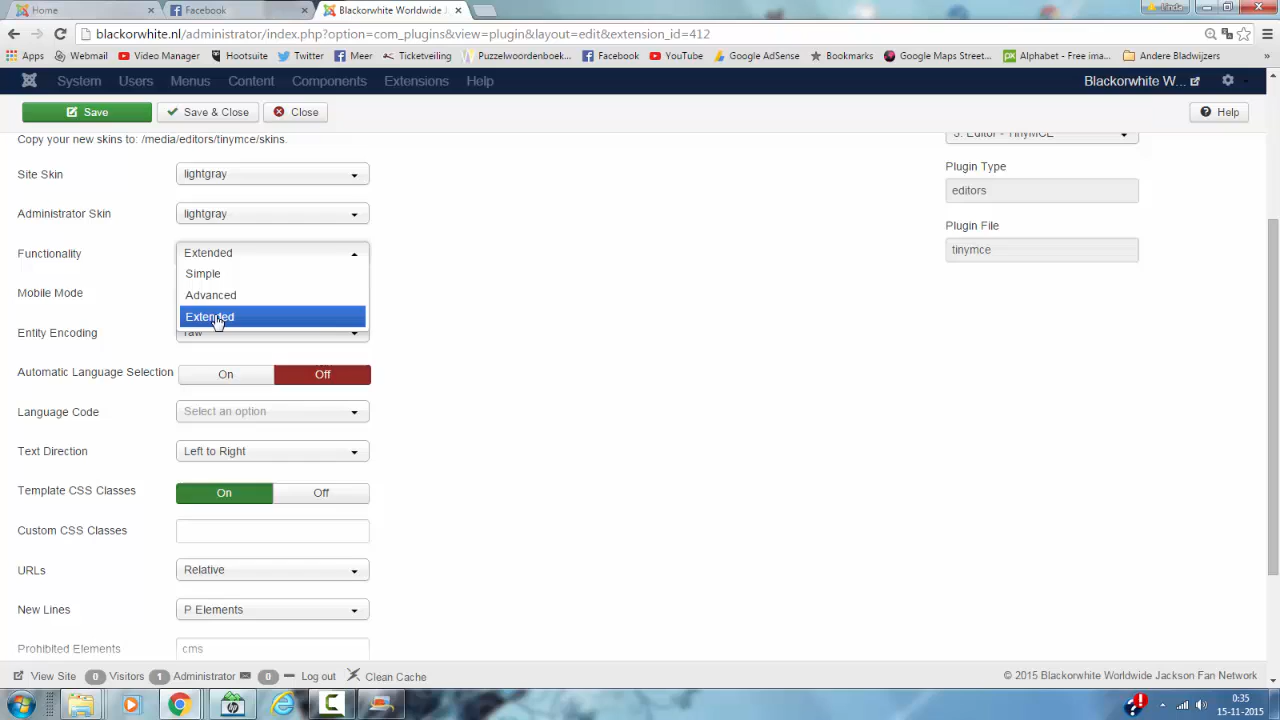 Home
Facebook
Blackorwhite Worldwide J
Linda
blackorwhite.nl/administrator/index.php?option=com_plugins&view=plugin&layout=edit&extension_id=412
Apps
Webmail
Video Manager
Hootsuite
Twitter
Meer
Ticketveiling
Puzzelwoordenboek...
Facebook
YouTube
Google AdSense
Bookmarks
Google Maps Street...
Alphabet - Free ima...
Andere Bladwijzers
System Users Menus Content Components Extensions Help
Blackorwhite W...
Save
Save & Close
Close
Help
Copy your new skins to: /media/editors/tinymce/skins.
3. Editor - TinyMCE
Site Skin
lightgray
Plugin Type
editors
Administrator Skin
lightgray
Plugin File
tinymce
Functionality
Extended
Simple
Advanced
Extended
Mobile Mode
Entity Encoding
raw
Automatic Language Selection
On
Off
Language Code
Select an option
Text Direction
Left to Right
Template CSS Classes
On
Off
Custom CSS Classes
URLs
Relative
New Lines
P Elements
Prohibited Elements
cms
View Site
0 Visitors
1 Administrator
0
Log out
Clean Cache
© 2015 Blackorwhite Worldwide Jackson Fan Network
0:35
15-11-2015